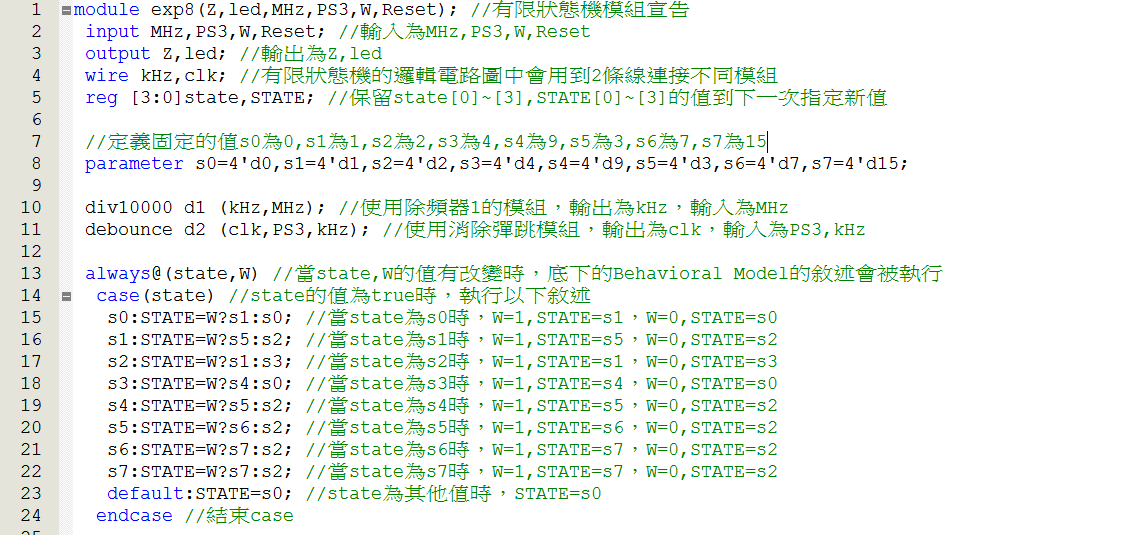 1 module exp8(Z,led,MHz,PS3,W,Reset); //有限狀態機模組宣告
2 input MHz,PS3,W,Reset; //輸入為MHz,PS3,W,Reset
3 output Z,led; //輸出為Z,led
4 wire kHz,clk; //有限狀態機的邏輯電路圖中會用到2條線連接不同模組
5 reg [3:0]state,STATE; //保留state[0]~[3],STATE[0]~[3]的值到下一次指定新值
6
7 //定義固定的值s0為0,s1為1,s2為2,s3為4,s4為9,s5為3,s6為7,s7為15
8 parameter s0=4'd0,s1=4'd1,s2=4'd2,s3=4'd4,s4=4'd9,s5=4'd3,s6=4'd7,s7=4'd15;
9
10 div10000 d1 (kHz,MHz); //使用除頻器1的模組，輸出為kHz，輸入為MHz
11 debounce d2 (clk,PS3,kHz); //使用消除彈跳模組，輸出為clk，輸入為PS3,kHz
12
13 always@(state,W) //當state,W的值有改變時，底下的Behavioral Model的敘述會被執行
14 case(state) //state的值為true時，執行以下敘述
15 s0:STATE=W?s1:s0; //當state為s0時，W=1,STATE=s1，W=0,STATE=s0
16 s1:STATE=W?s5:s2; //當state為s1時，W=1,STATE=s5，W=0,STATE=s2
17 s2:STATE=W?s1:s3; //當state為s2時，W=1,STATE=s1，W=0,STATE=s3
18 s3:STATE=W?s4:s0; //當state為s3時，W=1,STATE=s4，W=0,STATE=s0
19 s4:STATE=W?s5:s2; //當state為s4時，W=1,STATE=s5，W=0,STATE=s2
20 s5:STATE=W?s6:s2; //當state為s5時，W=1,STATE=s6，W=0,STATE=s2
21 s6:STATE=W?s7:s2; //當state為s6時，W=1,STATE=s7，W=0,STATE=s2
22 s7:STATE=W?s7:s2; //當state為s7時，W=1,STATE=s7，W=0,STATE=s2
23 default:STATE=s0; //state為其他值時，STATE=s0
24 endcase //結束case